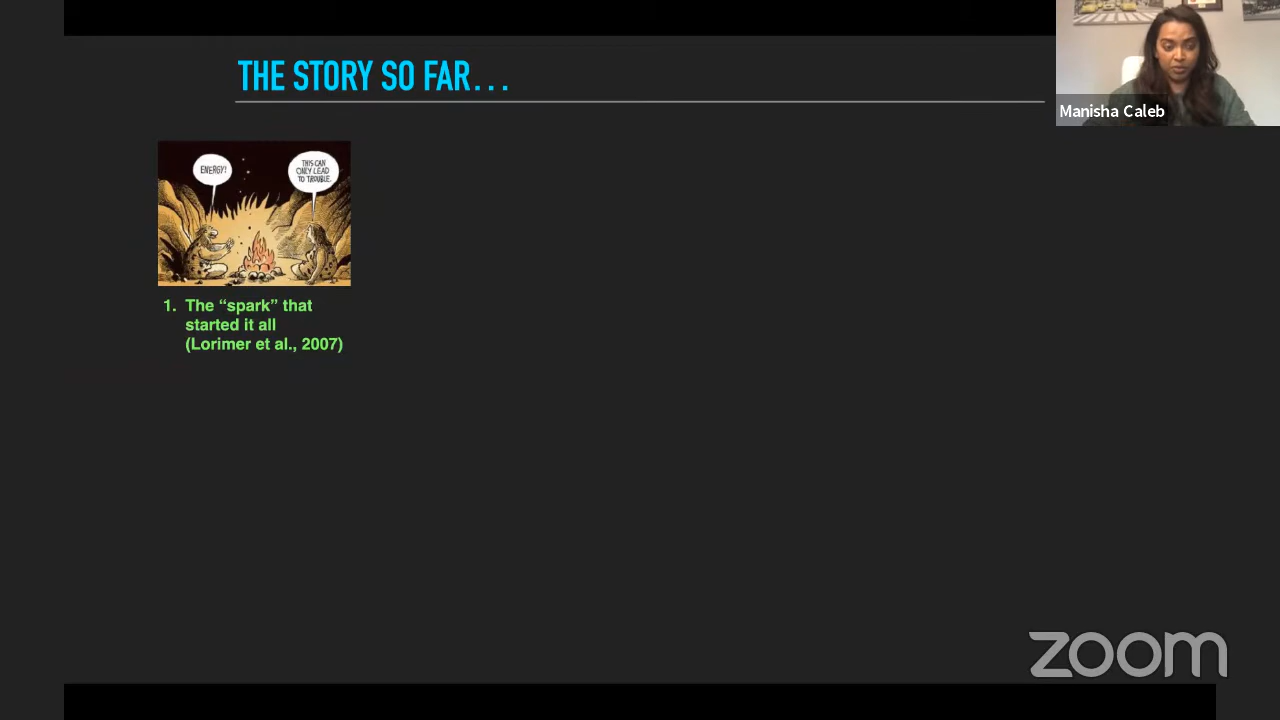 THE STORY SO FAR...
Manisha Caleb
ENERGY!
THIS CAN
ONLY LEAD
TO TROUBLE.
1. The “spark” that
started it all
(Lorimer et al., 2007)
zoom